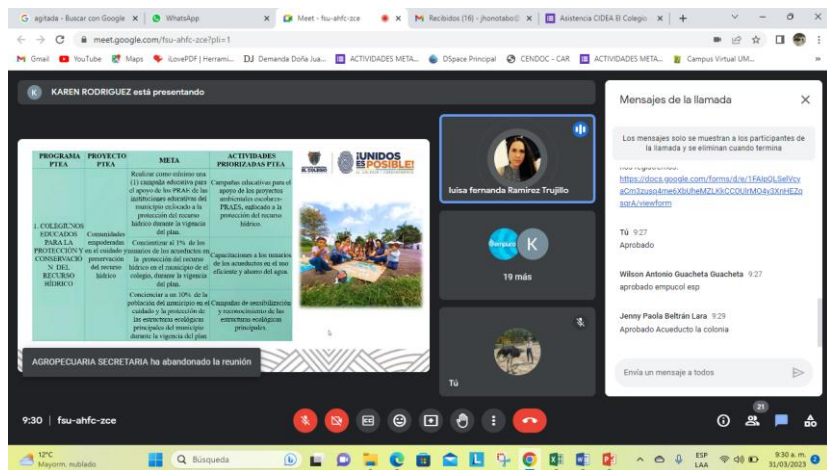 agitada - Buscar con Google
WhatsApp
Meet - fsu-ahfc-zce
Recibidos (16) - jhonotabo@
Asistencia CIDEA El Colegio
meet.google.com/fsu-ahfc-zce?pli=1
Gmail
YouTube
Maps
iLovePDF | Herrami...
DJ Demanda Doña Jua...
ACTIVIDADES META...
DSpace Principal
CENDOC - CAR
ACTIVIDADES META...
Campus Virtual UM...
K
KAREN RODRIGUEZ está presentando
PROGRAMA PTEA
PROYECTO PTEA
META
ACTIVIDADES PRIORIZADAS PTEA
1. COLEGIUNOS
EDUCADOS
PARA LA
PROTECCIÓN Y
CONSERVACIÓ
N DEL
RECURSO
HÍDRICO
Comunidades
empoderadas
en el cuidado y
preservación
del recurso
hídrico
Realizar como mínimo una
(1) campaña educativa para
el apoyo de los PRAE de las
instituciones educativas del
municipio enfocado a la
protección del recurso
hídrico durante la vigencia
del plan.
Campañas educativas para el
apoyo de los proyectos
ambientales escolares-
PRAES, enfocado a la
protección del recurso
hídrico.
Concientizar al 1% de los
usuarios de los acueductos en
la protección del recurso
hídrico en el municipio de el
colegio, durante la vigencia
del plan.
Capacitaciones a los usuarios
de los acueductos en el uso
eficiente y ahorro del agua.
Concienciar a un 10% de la
población del municipio en el
cuidado y la protección de
las estructuras ecológicas
principales del municipio
durante la vigencia del plan
Campañas de sensibilización
y reconocimiento de las
estructuras ecológicas
principales.
EL COLEGIO
¡UNIDOS
ES POSIBLE!
AGROPECUARIA SECRETARIA ha abandonado la reunión
luisa fernanda Ramírez Trujillo
K
19 más
Tú
Mensajes de la llamada
Los mensajes solo se muestran a los participantes de
la llamada y se eliminan cuando termina
https://docs.google.com/forms/d/e/
Tú 9:27
Aprobado
Wilson Antonio Guacheta Guacheta 9:27
aprobado empucol esp
Jenny Paola Beltrán Lara 9:29
Aprobado Acueducto la colonia
Envía un mensaje a todos
9:30 | fsu-ahfc-zce
21
12°C
Mayorm. nublado
Búsqueda
ESP
LAA
9:30 a. m.
31/03/2023